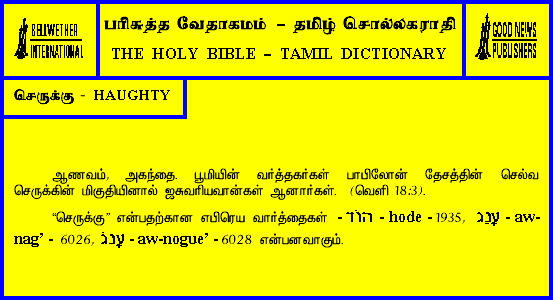 BELLWETHER
INTERNATIONAL
பரிசுத்த வேதாகமம் – தமிழ் சொல்லகராதி
THE HOLY BIBLE – TAMIL DICTIONARY
GOOD NEWS
PUBLISHERS
செருக்கு - HAUGHTY
ஆணவம், அகந்தை. பூமியின் வர்த்தகர்கள் பாபிலோன் தேசத்தின் செல்வ
செருக்கின் மிகுதியினால் ஐசுவரியவான்கள் ஆனார்கள். (வெளி 18:3).
“செருக்கு” என்பதற்கான எபிரெய வார்த்தைகள் - הוֹד - hode - 1935, עָנַג - aw-
nag’ - 6026, עָנֹג - aw-nogue’ - 6028 என்பனவாகும்.